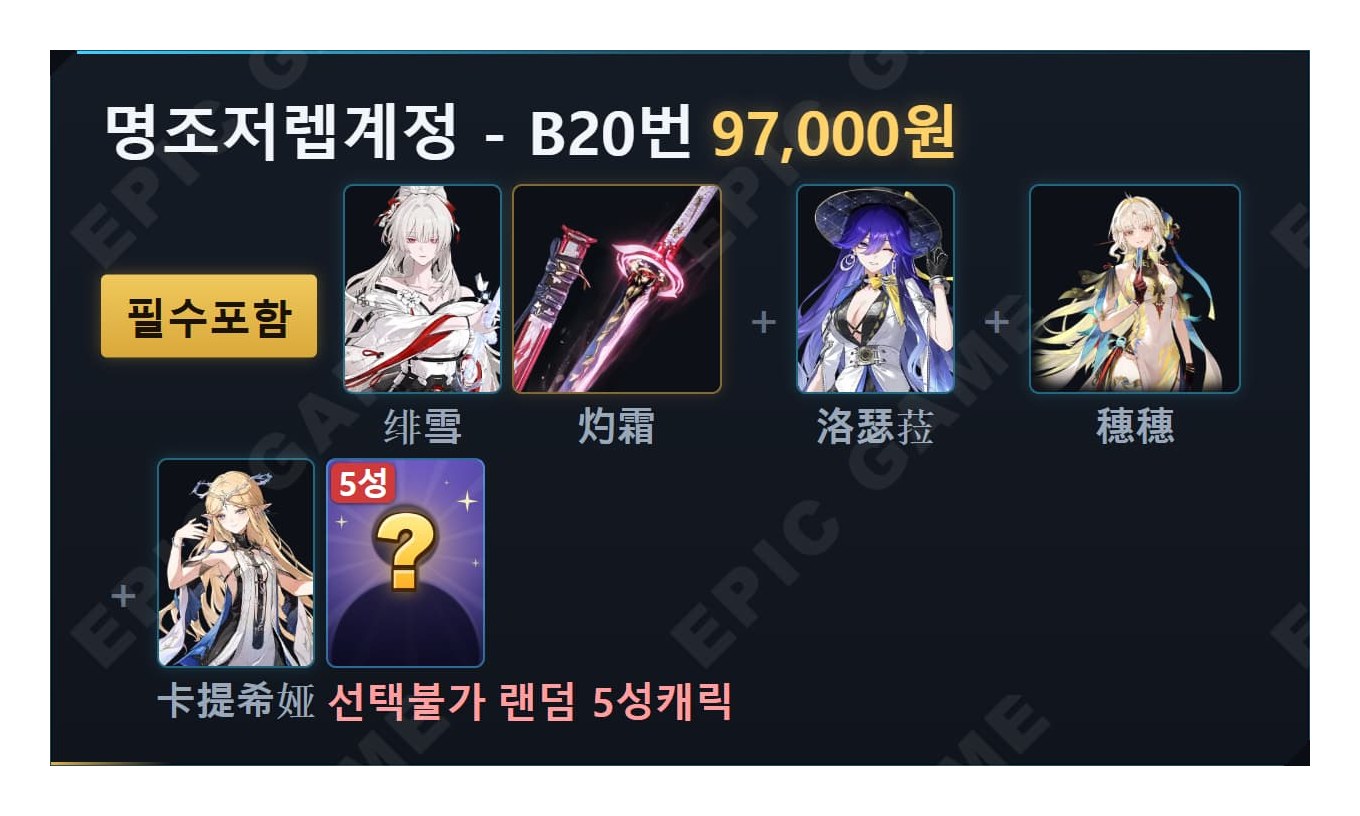 명조저렙계정 - B20번 97,000원
필수포함
绯雪 灼霜 + 洛瑟菈 + 穗穗
+ 卡提希娅 5성 ?
선택불가 랜덤 5성캐릭
EPIC GAME